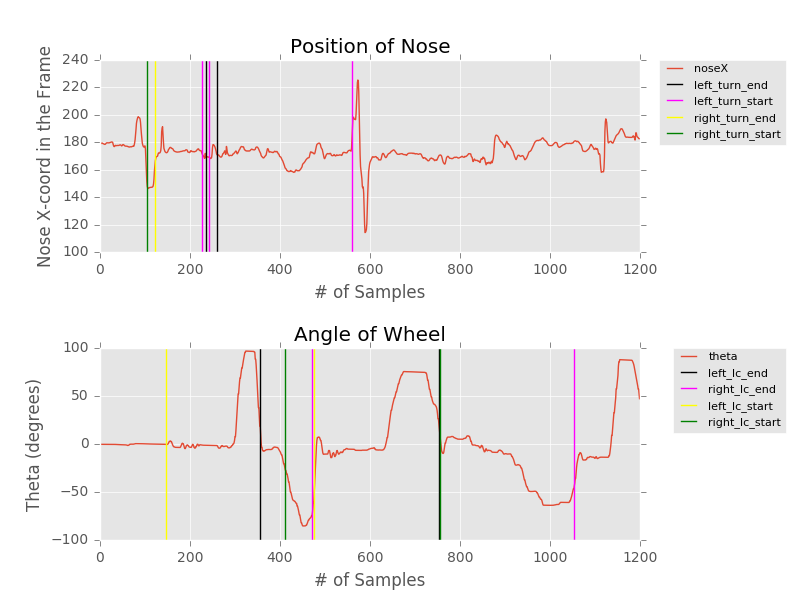 Position of Nose
Nose X-coord in the Frame
240
220
200
180
160
140
120
100
0 200 400 600 800 1000 1200
# of Samples
noseX
left_turn_end
left_turn_start
right_turn_end
right_turn_start
Angle of Wheel
Theta (degrees)
100
50
0
−50
−100
0 200 400 600 800 1000 1200
# of Samples
theta
left_lc_end
right_lc_end
left_lc_start
right_lc_start